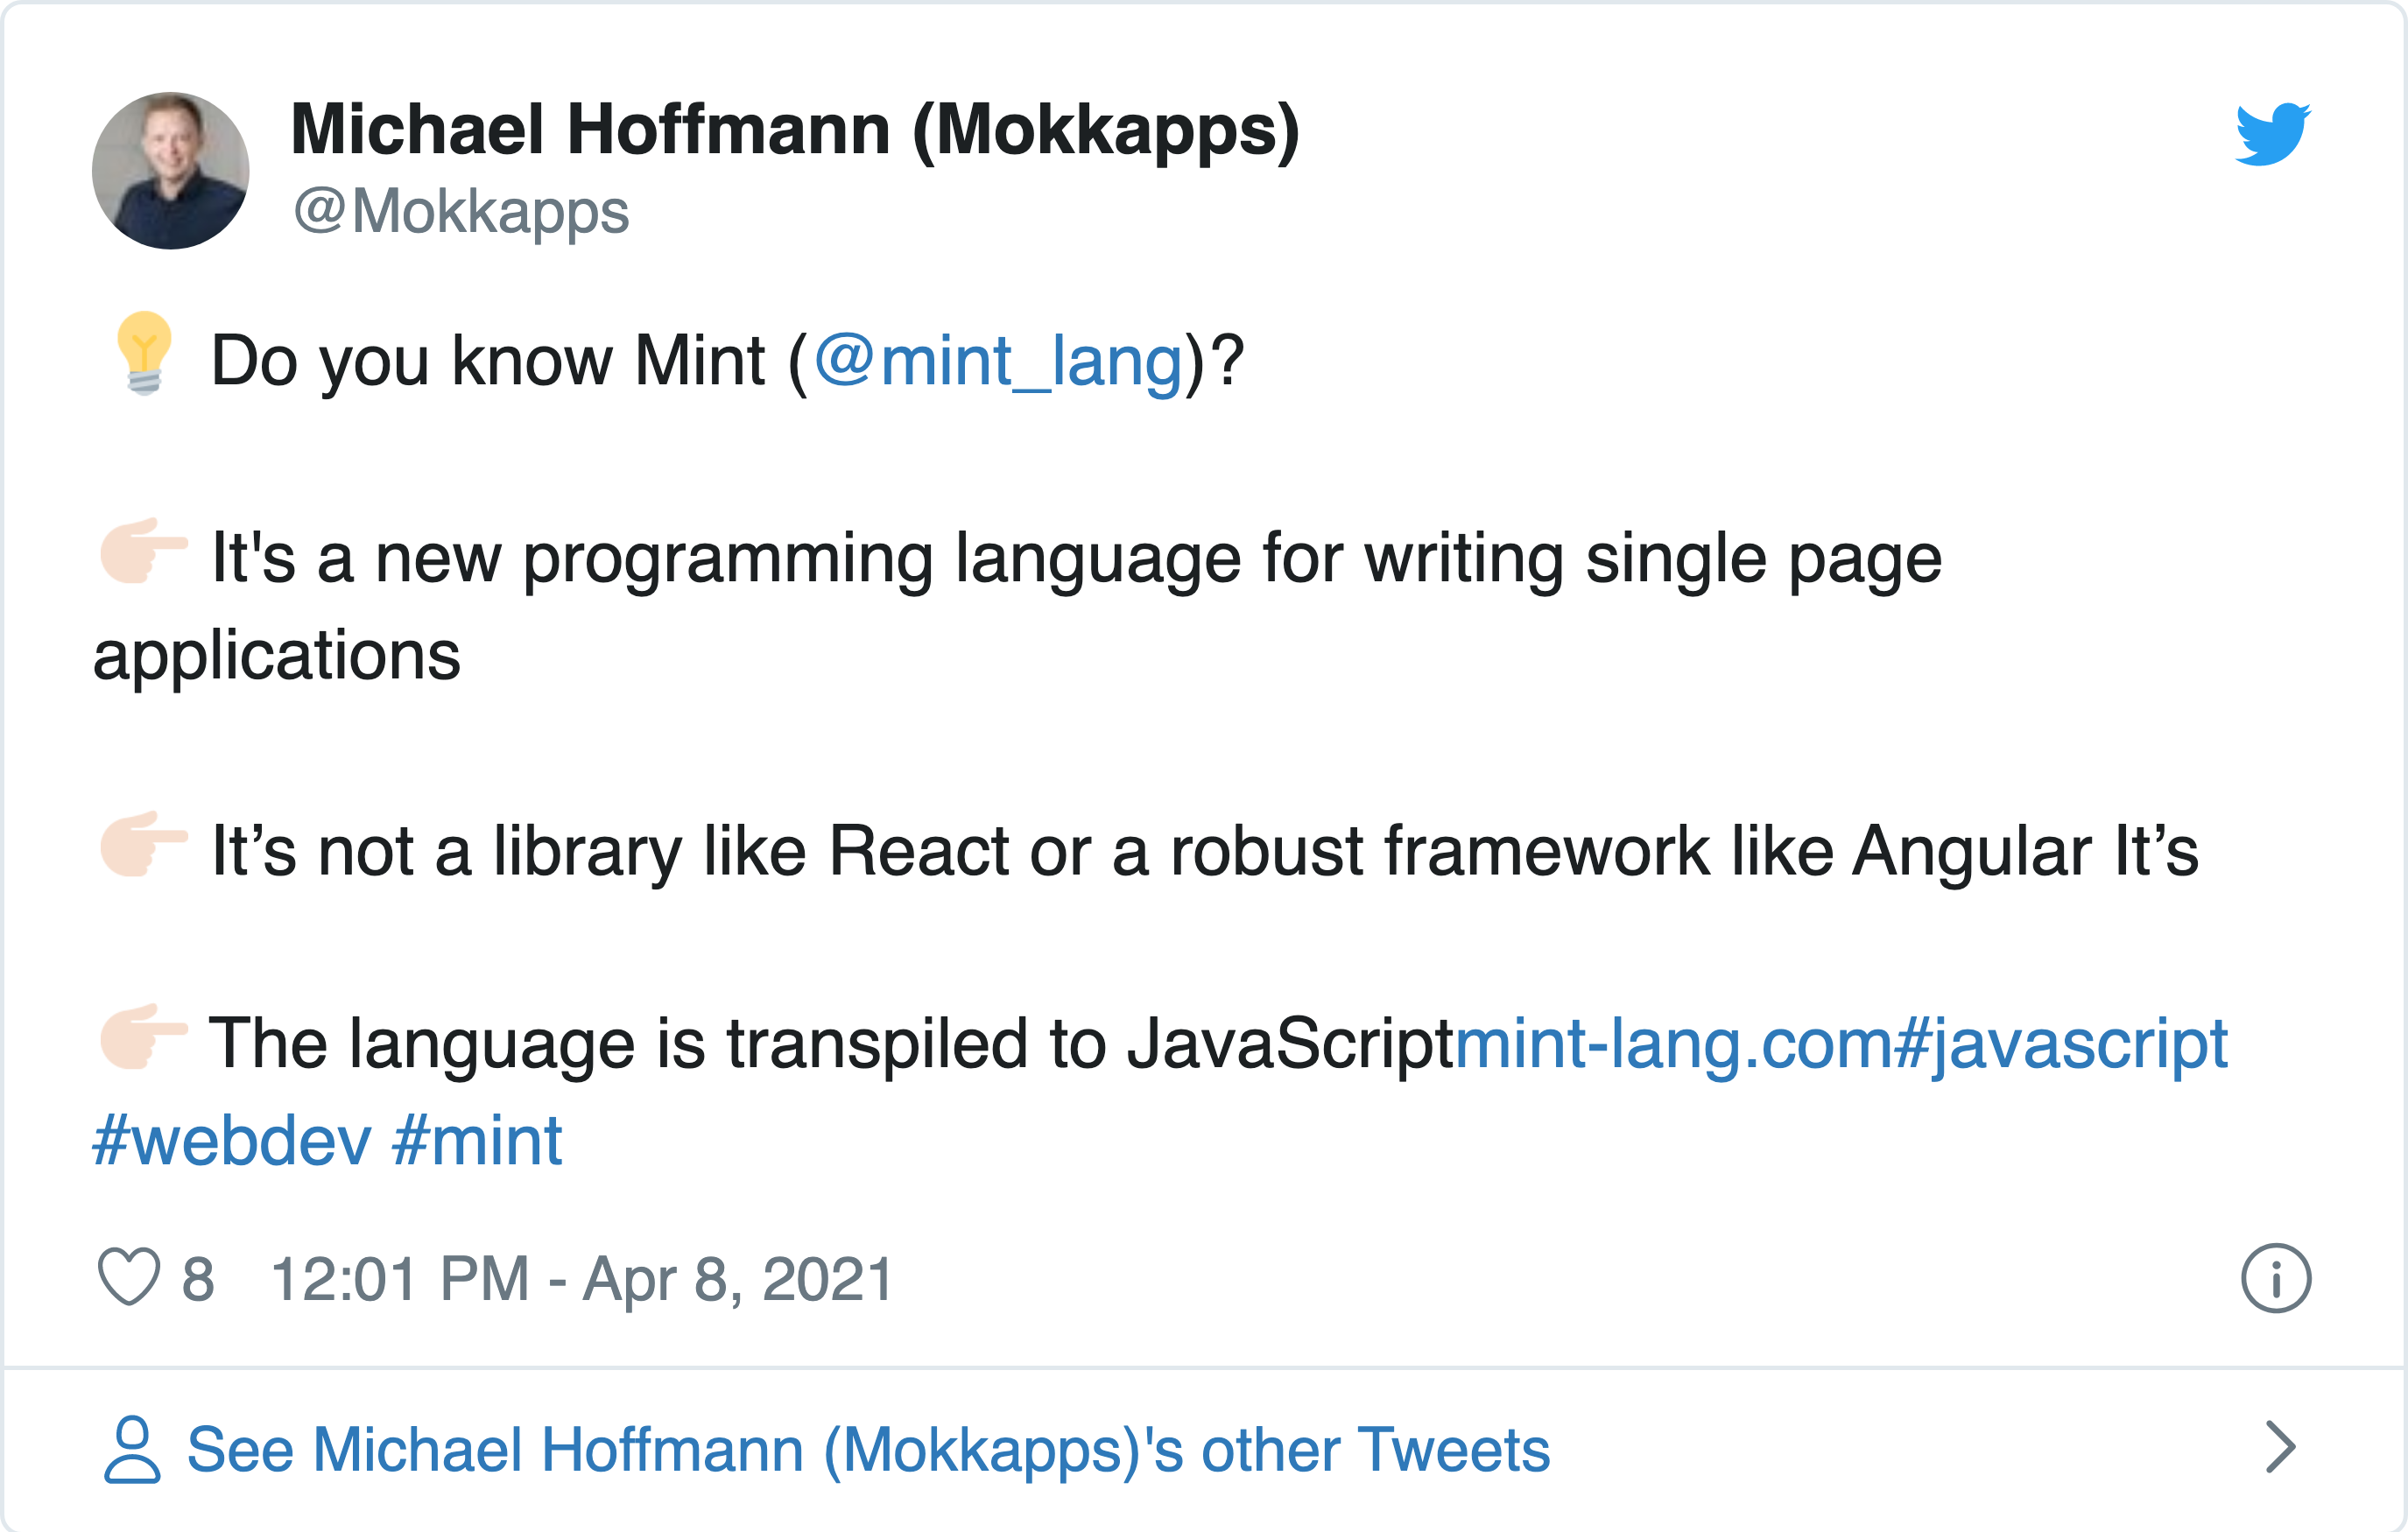 Michael Hoffmann (Mokkapps)
@Mokkapps
💡 Do you know Mint (@mint_lang)?
👉🏻 It's a new programming language for writing single page
applications
👉🏻 It’s not a library like React or a robust framework like Angular It’s
👉🏻 The language is transpiled to JavaScriptmint-lang.com#javascript
#webdev #mint
8 12:01 PM - Apr 8, 2021
See Michael Hoffmann (Mokkapps)'s other Tweets